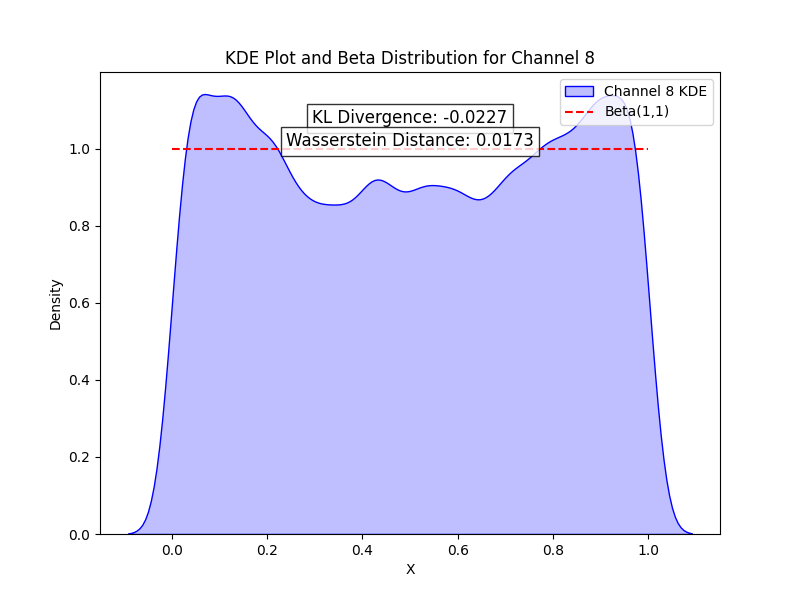 KDE Plot and Beta Distribution for Channel 8
KL Divergence: -0.0227
Wasserstein Distance: 0.0173
Channel 8 KDE
Beta(1,1)
Density
1.0
0.8
0.6
0.4
0.2
0.0
0.0 0.2 0.4 0.6 0.8 1.0
X